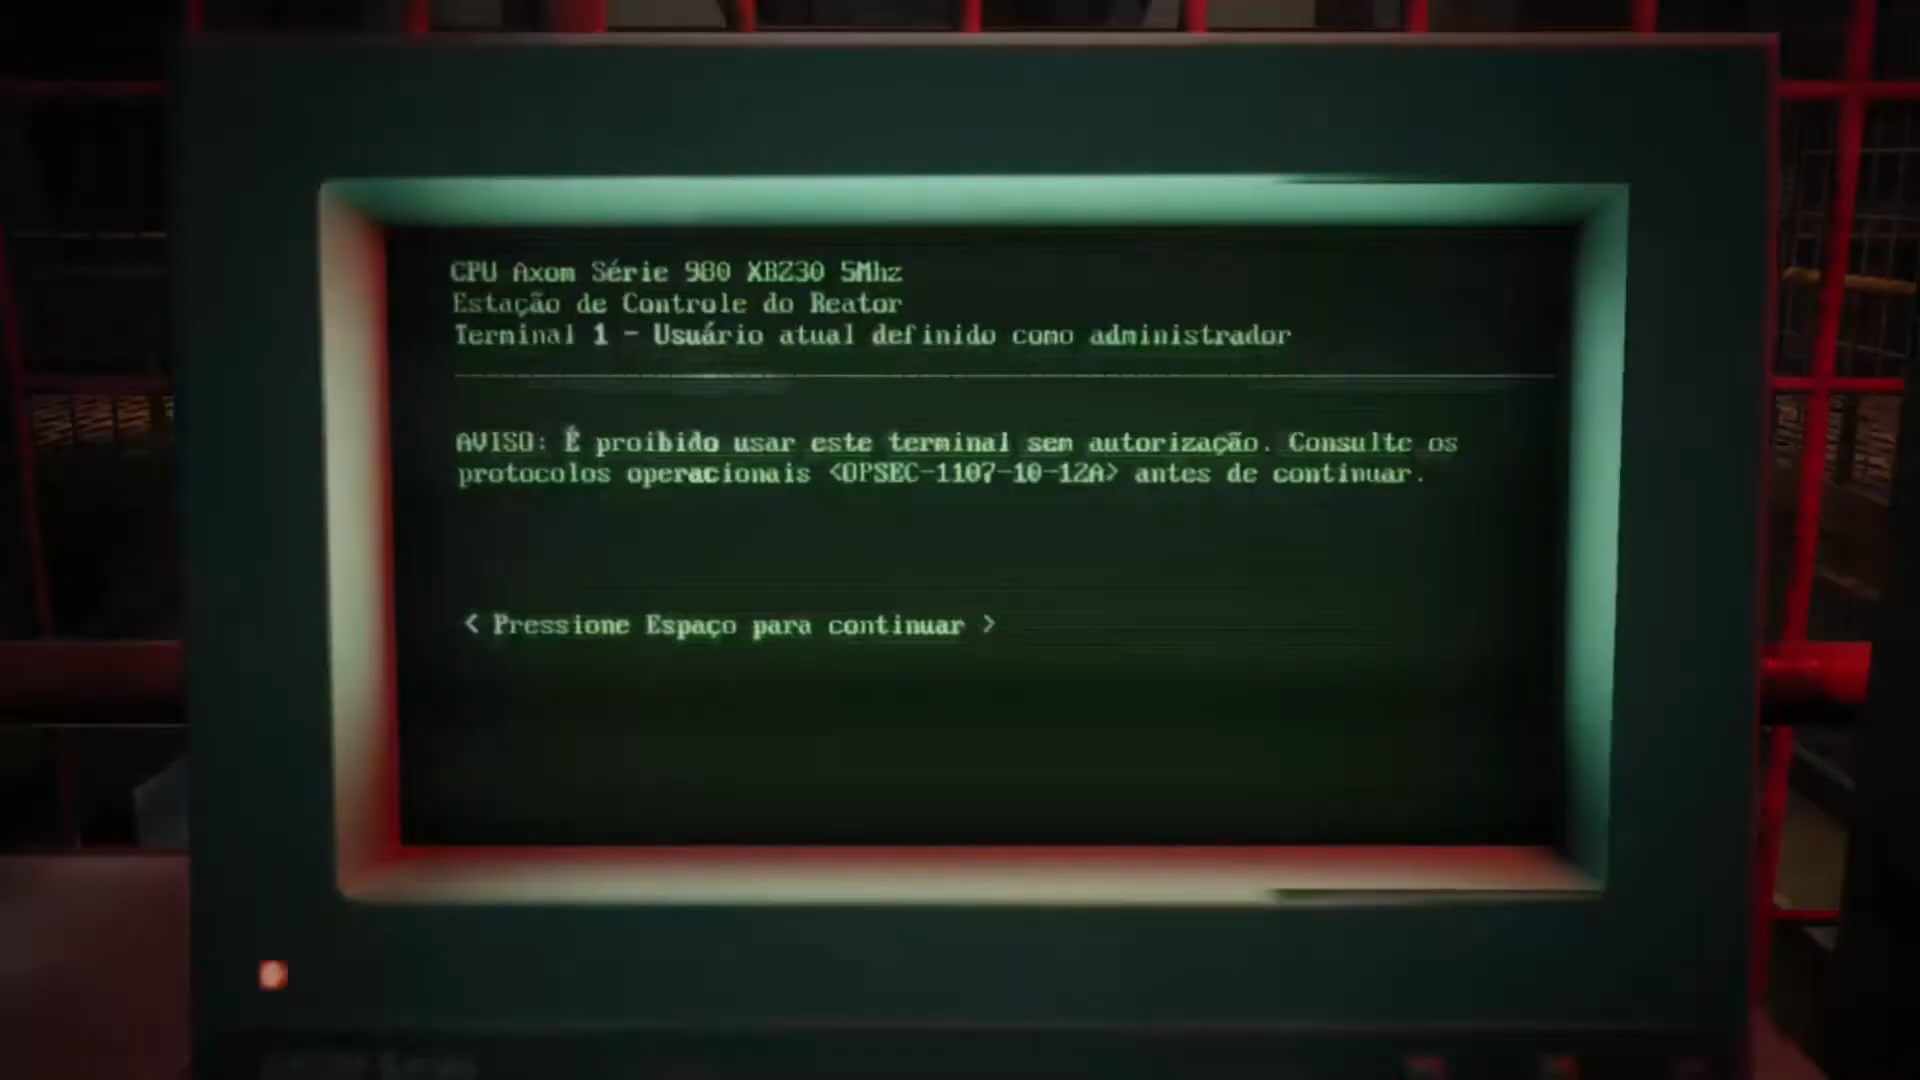 CPU Axom Série 980 XBZ30 5Mhz
Estação de Controle do Reator
Terminal 1 - Usuário atual definido como administrador
AVISO: É proibido usar este terminal sem autorização. Consulte os
protocolos operacionais <OPSEC-1107-10-12A> antes de continuar.
< Pressione Espaço para continuar >